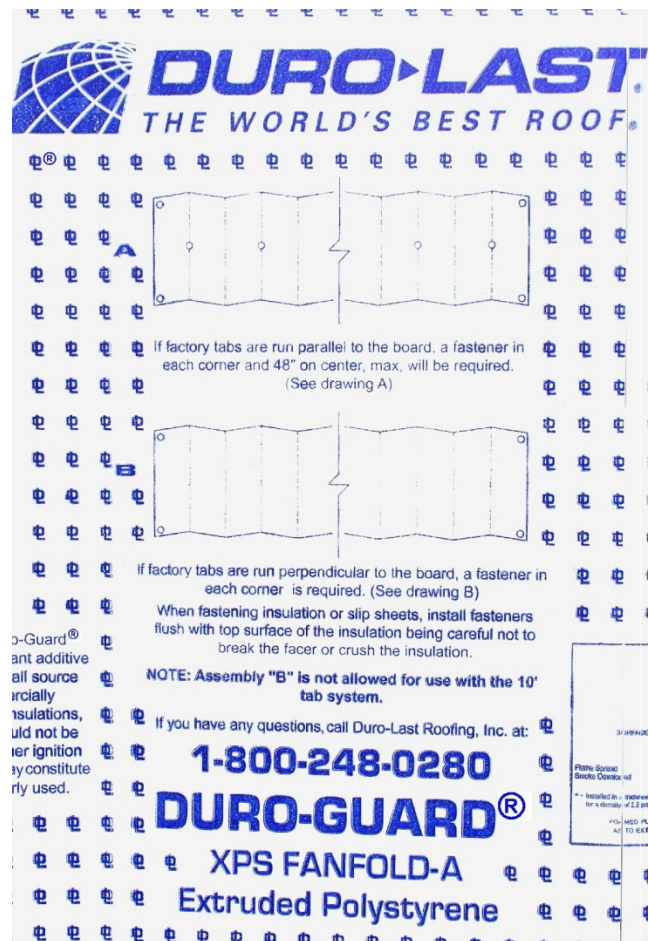 DURO-LAST
THE WORLD'S BEST ROOF®
A
If factory tabs are run parallel to the board, a fastener in
each corner and 48" on center, max, will be required.
(See drawing A)
B
If factory tabs are run perpendicular to the board, a fastener in
each corner is required. (See drawing B)
When fastening insulation or slip sheets, install fasteners
flush with top surface of the insulation being careful not to
break the facer or crush the insulation.
NOTE: Assembly "B" is not allowed for use with the 10'
tab system.
If you have any questions, call Duro-Last Roofing, Inc. at:
1-800-248-0280
DURO-GUARD®
XPS FANFOLD-A
Extruded Polystyrene
o-Guard®
ant additive
all source
rcially
nsulations,
uld not be
er ignition
ay constitute
rly used.
Flame Spread